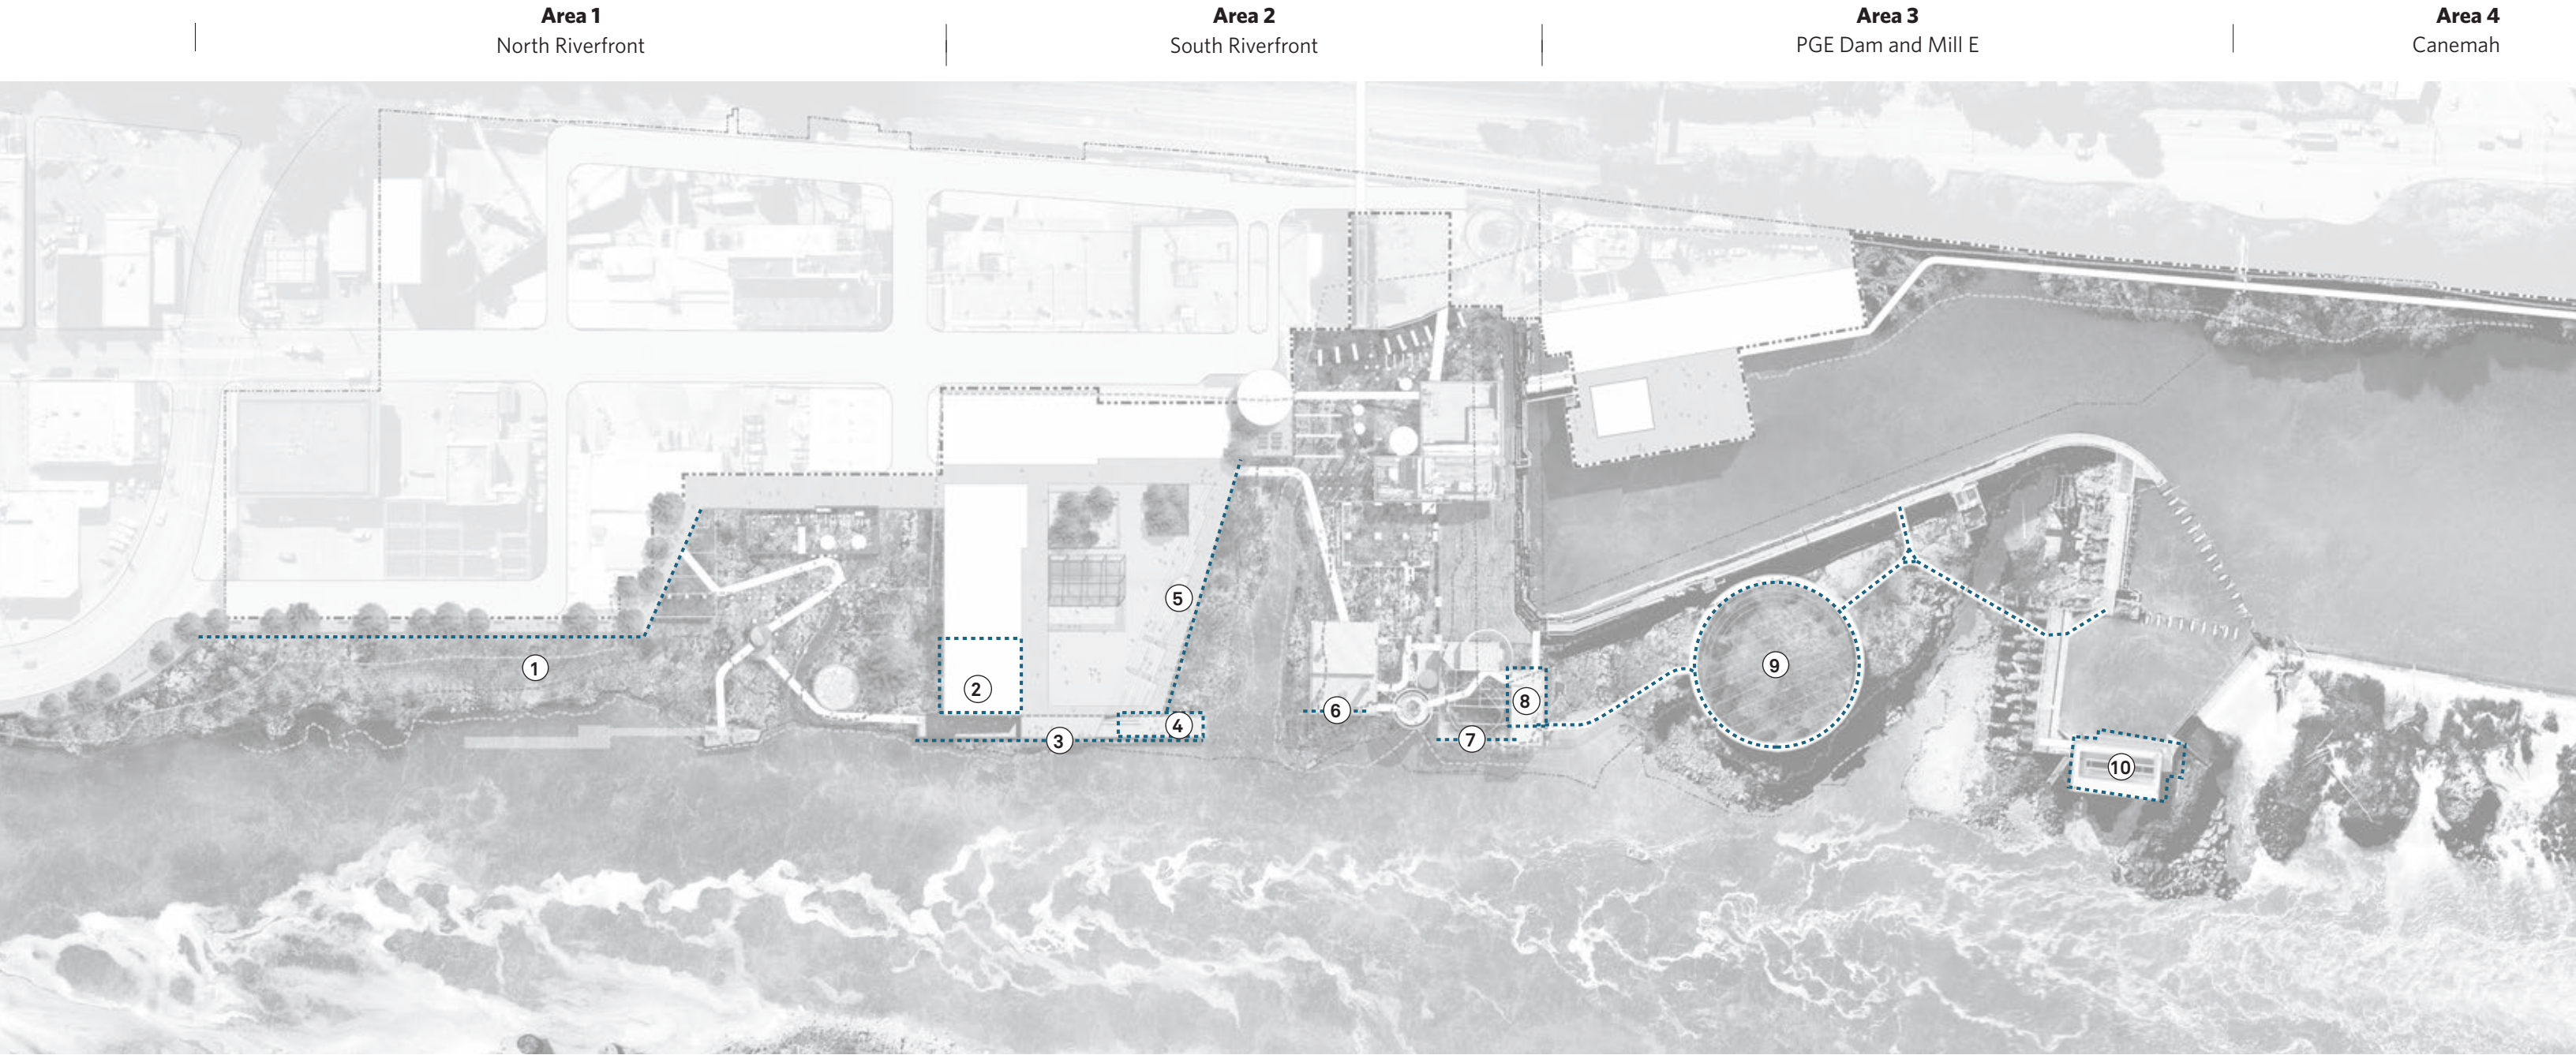 Area 1
North Riverfront
Area 2
South Riverfront
Area 3
PGE Dam and Mill E
Area 4
Canemah
1
2
3
4
5
6
7
8
9
10